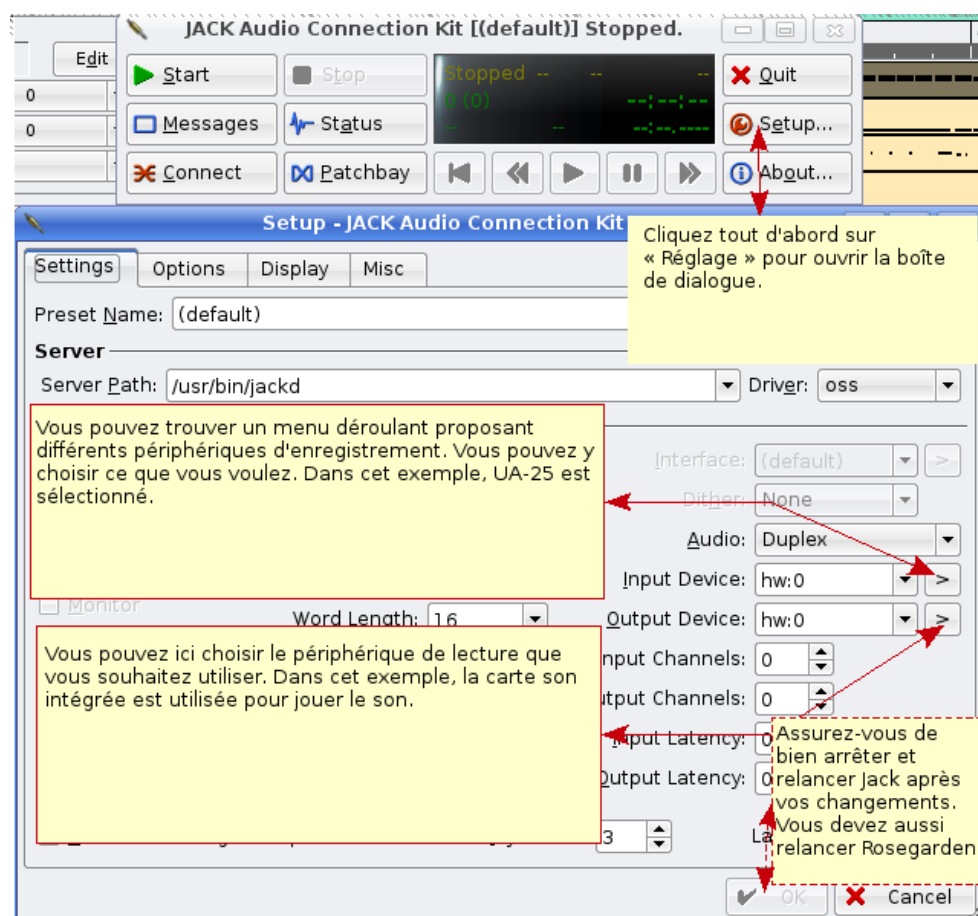 JACK Audio Connection Kit [(default)] Stopped.
Edit
Start
Stop
Stopped -- -- --
0 (0) --:--:--
-- -- --:--.----
Quit
0
0
Messages
Status
Setup...
Connect
Patchbay
About...
Setup - JACK Audio Connection Kit
Cliquez tout d'abord sur
« Réglage » pour ouvrir la boîte
de dialogue.
Settings
Options
Display
Misc
Preset Name: (default)
Server
Server Path: /usr/bin/jackd
Driver: oss
Vous pouvez trouver un menu déroulant proposant
différents périphériques d'enregistrement. Vous pouvez y
choisir ce que vous voulez. Dans cet exemple, UA-25 est
sélectionné.
Interface: (default) >
Dither: None
Audio: Duplex
Input Device: hw:0 >
Monitor
Word Length: 16
Output Device: hw:0 >
Vous pouvez ici choisir le périphérique de lecture que
vous souhaitez utiliser. Dans cet exemple, la carte son
intégrée est utilisée pour jouer le son.
nput Channels: 0
utput Channels: 0
Input Latency: 0
Output Latency: 0
Assurez-vous de
bien arrêter et
relancer Jack après
vos changements.
Vous devez aussi
relancer Rosegarden
3
La
OK
Cancel